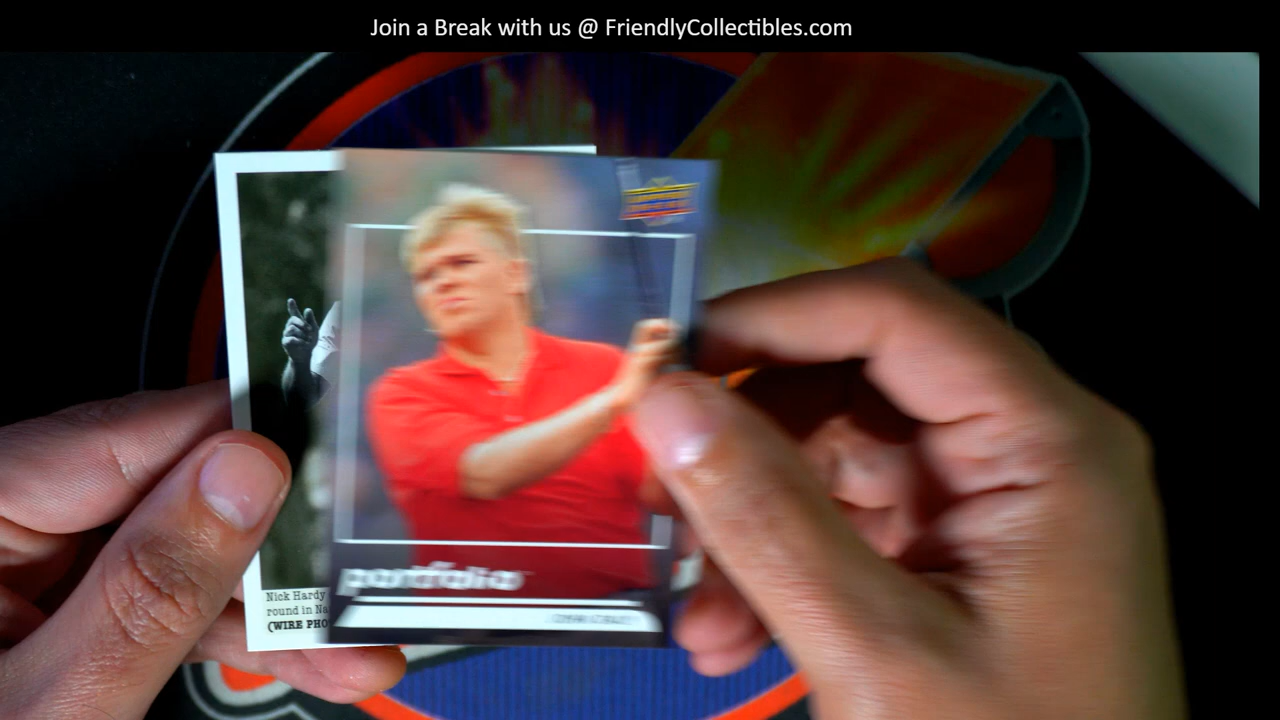 Join a Break with us @ FriendlyCollectibles.com
portfolio
Nick Hardy
round in Na
(WIRE PHO